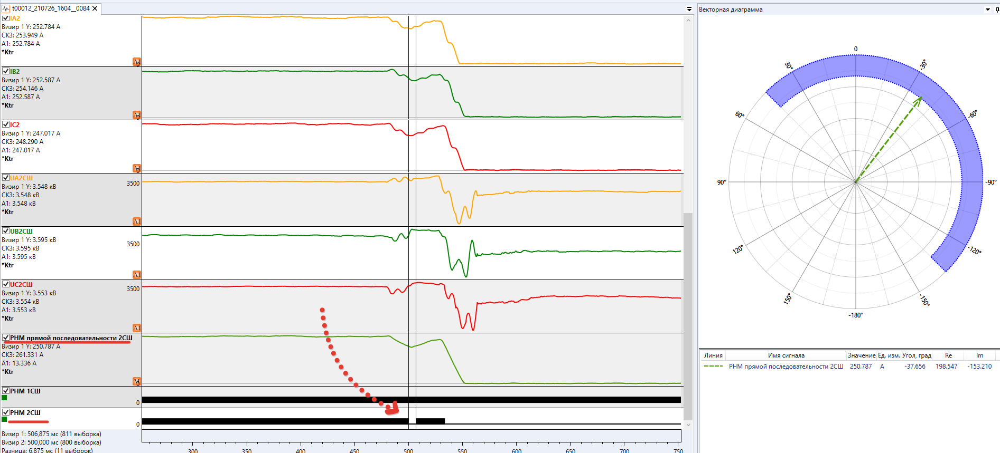 t00012_210726_1604__0084
IA2
Визир 1 Y: 252.784 A
СКЗ: 253.949 A
A1: 252.784 A
*Ktr
0
IB2
Визир 1 Y: 252.587 A
СКЗ: 254.146 A
A1: 252.587 A
*Ktr
0
IC2
Визир 1 Y: 247.017 A
СКЗ: 248.290 A
A1: 247.017 A
*Ktr
0
UA2СШ
Визир 1 Y: 3.548 кВ
СКЗ: 3.548 кВ
A1: 3.548 кВ
*Ktr
3500
A1
UB2СШ
Визир 1 Y: 3.595 кВ
СКЗ: 3.595 кВ
A1: 3.595 кВ
*Ktr
3500
A1
UC2СШ
Визир 1 Y: 3.553 кВ
СКЗ: 3.554 кВ
A1: 3.553 кВ
*Ktr
3500
A1
РНМ прямой последовательности 2СШ
Визир 1 Y: 250.787 A
СКЗ: 261.331 A
A1: 13.336 A
*Ktr
0
РНМ 1СШ
0
РНМ 2СШ
0
Визир 1: 506,875 мс (811 выборка)
Визир 2: 500,000 мс (800 выборка)
Разница: 6,875 мс (11 выборок)
300 350 400 450 500 550 600 650 700 750
Векторная диаграмма
0
30° -30°
60° -60°
90° -90°
120° -120°
150° -150°
-180°
Линия Имя сигнала Значение Ед. изм. Угол, град Re Im
РНМ прямой последовательности 2СШ 250.787 A -37.656 198.547 -153.210